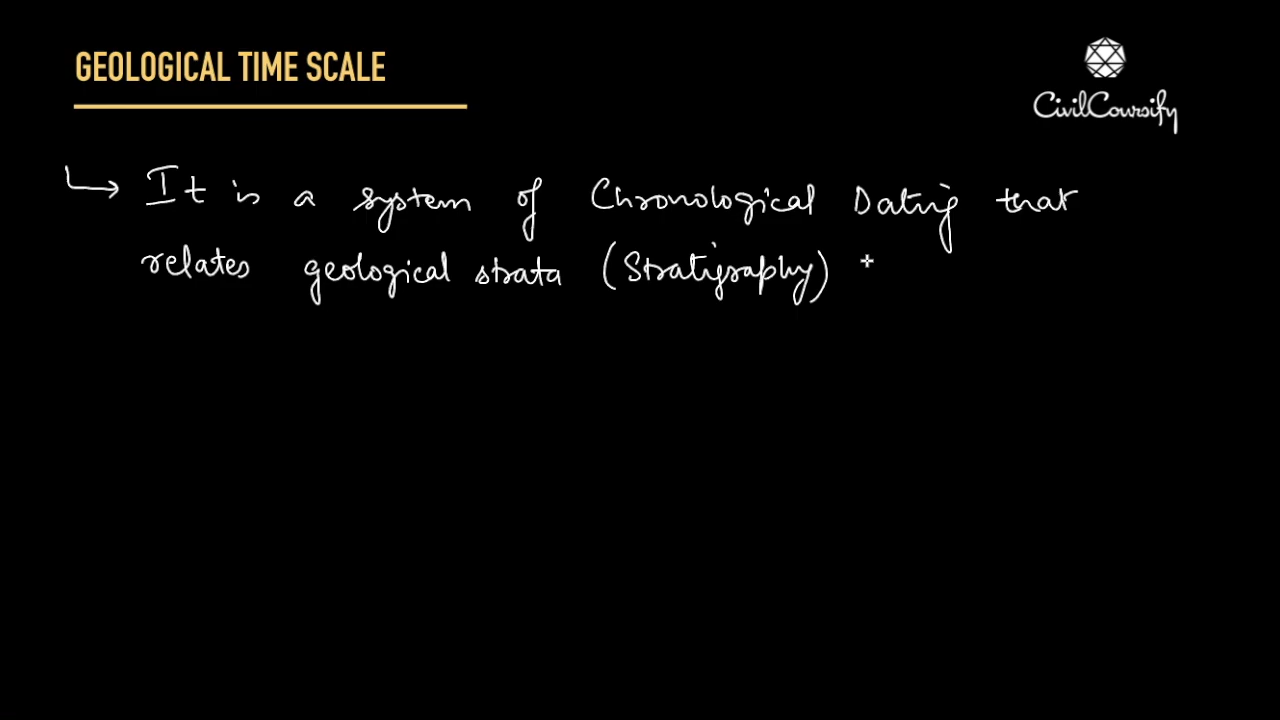 GEOLOGICAL TIME SCALE
CivilCoursify
It is a system of Chronological Dating that
relates geological strata (Stratigraphy)